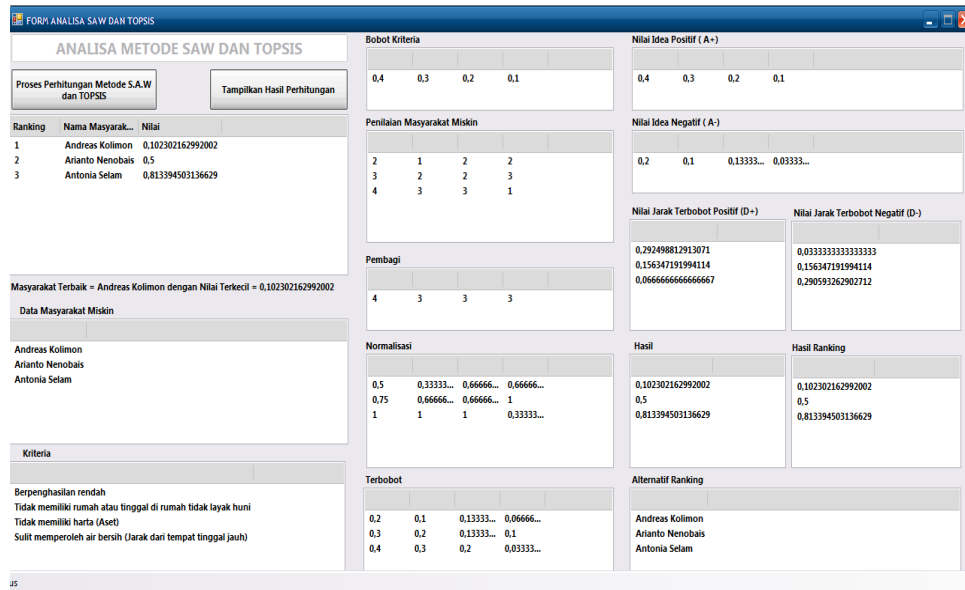 FORM ANALISA SAW DAN TOPSIS
ANALISA METODE SAW DAN TOPSIS
Proses Perhitungan Metode S.A.W
dan TOPSIS
Tampilkan Hasil Perhitungan
Ranking Nama Masyarak... Nilai
1 Andreas Kolimon 0,102302162992002
2 Arianto Nenobais 0,5
3 Antonia Selam 0,813394503136629
Masyarakat Terbaik = Andreas Kolimon dengan Nilai Terkecil = 0,102302162992002
Data Masyarakat Miskin
Andreas Kolimon
Arianto Nenobais
Antonia Selam
Kriteria
Berpenghasilan rendah
Tidak memiliki rumah atau tinggal di rumah tidak layak huni
Tidak memiliki harta (Aset)
Sulit memperoleh air bersih (Jarak dari tempat tinggal jauh)
Bobot Kriteria
0,4 0,3 0,2 0,1
Penilaian Masyarakat Miskin
2 1 2 2
3 2 2 3
4 3 3 1
Pembagi
4 3 3 3
Normalisasi
0,5 0,33333... 0,66666... 0,66666...
0,75 0,66666... 0,66666... 1
1 1 1 0,33333...
Terbobot
0,2 0,1 0,13333... 0,06666...
0,3 0,2 0,13333... 0,1
0,4 0,3 0,2 0,03333...
Nilai Idea Positif ( A+)
0,4 0,3 0,2 0,1
Nilai Idea Negatif ( A-)
0,2 0,1 0,13333... 0,03333...
Nilai Jarak Terbobot Positif (D+)
0,292498812913071
0,156347191994114
0,0666666666666667
Nilai Jarak Terbobot Negatif (D-)
0,0333333333333333
0,156347191994114
0,290593262902712
Hasil
0,102302162992002
0,5
0,813394503136629
Hasil Ranking
0,102302162992002
0,5
0,813394503136629
Alternatif Ranking
Andreas Kolimon
Arianto Nenobais
Antonia Selam
us